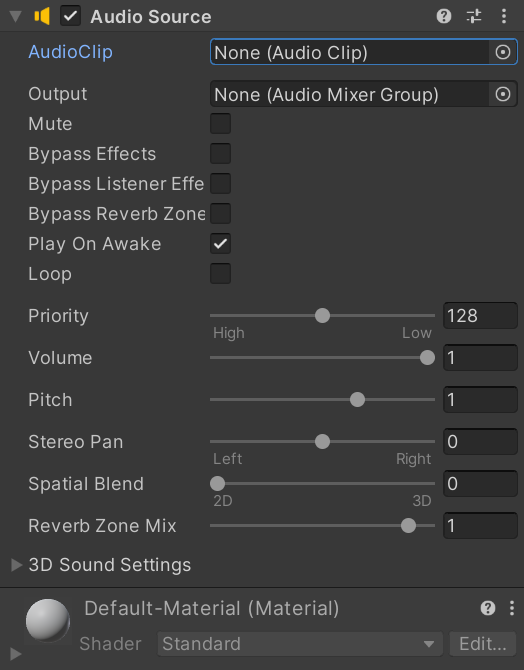 Audio Source
AudioClip None (Audio Clip)
Output None (Audio Mixer Group)
Mute
Bypass Effects
Bypass Listener Effe
Bypass Reverb Zone
Play On Awake
Loop
Priority 128
High Low
Volume 1
Pitch 1
Stereo Pan 0
Left Right
Spatial Blend 0
2D 3D
Reverb Zone Mix 1
3D Sound Settings
Default-Material (Material)
Shader Standard Edit...